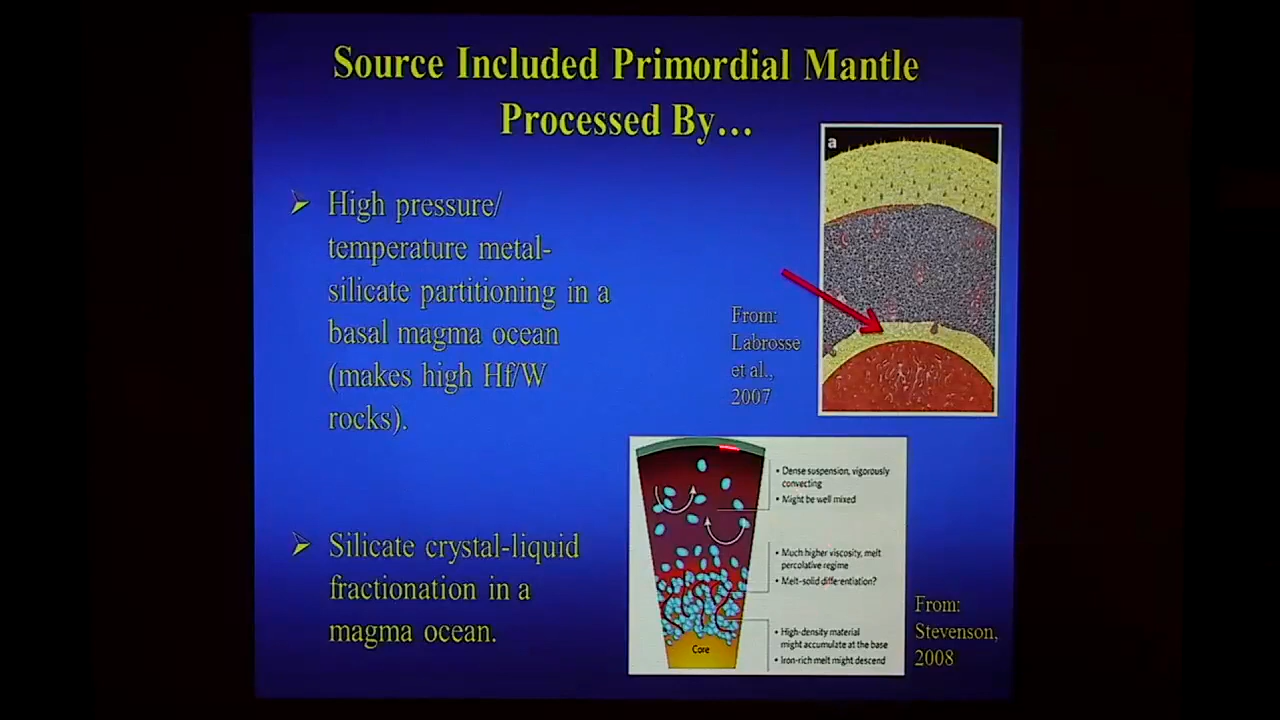 Source Included Primordial Mantle
Processed By…
➢ High pressure/
temperature metal-
silicate partitioning in a
basal magma ocean
(makes high Hf/W
rocks).
➢ Silicate crystal-liquid
fractionation in a
magma ocean.
a
From:
Labrosse
et al.,
2007
• Dense suspension, vigorously
convecting
• Might be well mixed
• Much higher viscosity, melt
percolative regime
• Melt-solid differentiation?
• High-density material
might accumulate at the base
• Iron-rich melt might descend
Core
From:
Stevenson,
2008